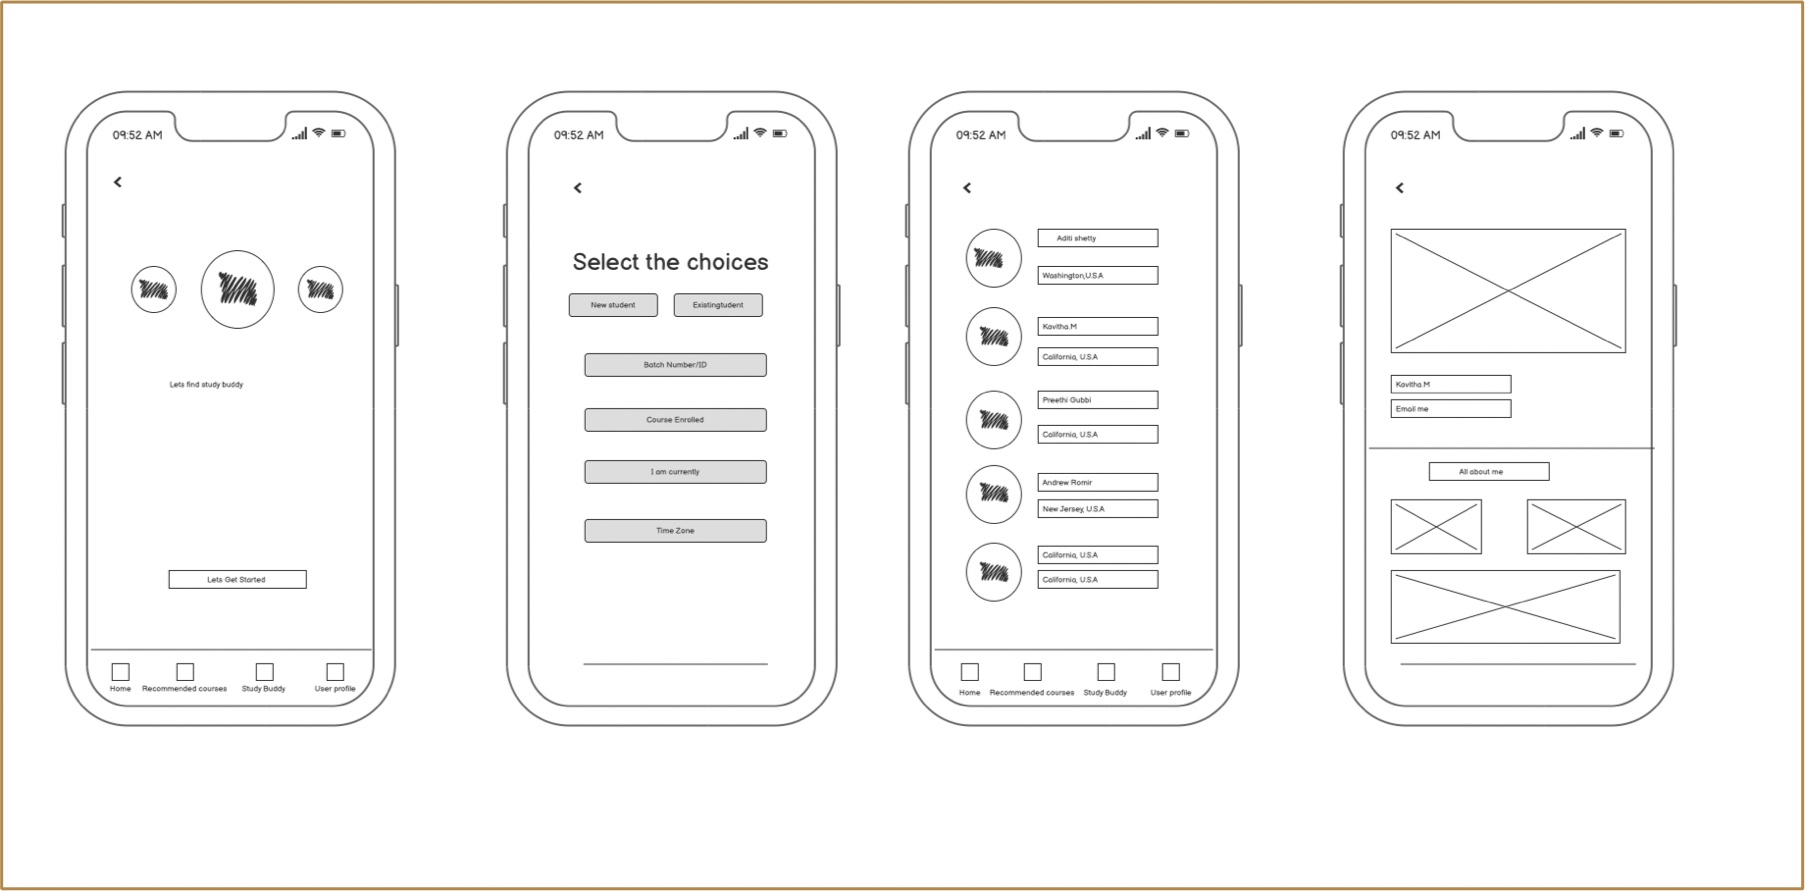 09:52 AM
Lets find study buddy
Lets Get Started
Home
Recommended courses
Study Buddy
User profile
09:52 AM
Select the choices
New student
Existingtudent
Batch Number/ID
Course Enrolled
I am currently
Time Zone
09:52 AM
Aditi shetty
Washington,U.S.A
Kavitha.M
California, U.S.A
Preethi Gubbi
California, U.S.A
Andrew Romir
New Jersey, U.S.A
California, U.S.A
California, U.S.A
Home
Recommended courses
Study Buddy
User profile
09:52 AM
Kavitha.M
Email me
All about me